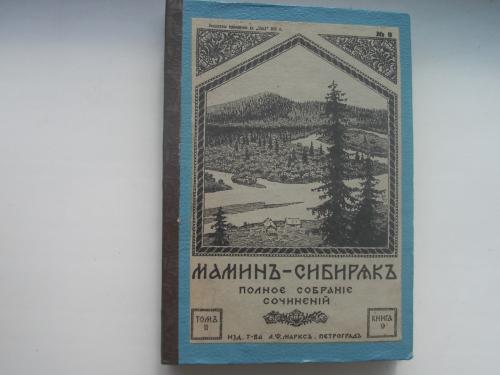 № 9
МАМИНЪ-СИБИРЯКЪ
ПОЛНОЕ СОБРАНІЕ
СОЧИНЕНІЙ
ТОМЪ
II
КНИГА
9
ИЗД. Т-ВА А.Ф.МАРКСЪ. ПЕТРОГРАДЪ